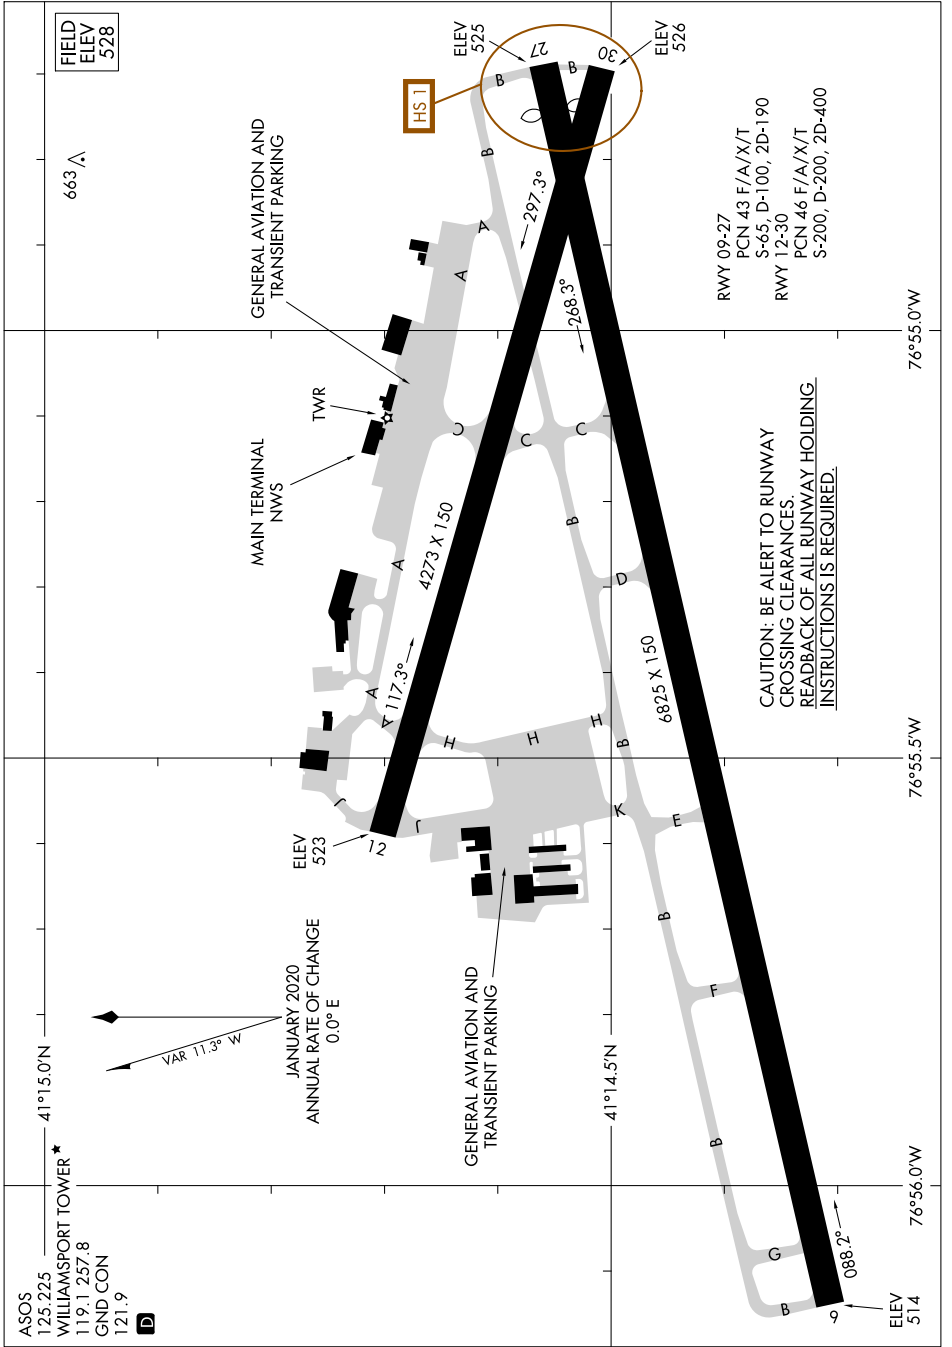 ASOS
125.225
WILLIAMSPORT TOWER ★
119.1 257.8
GND CON
121.9
D
FIELD
ELEV
528
663
41°15.0'N
VAR 11.3° W
JANUARY 2020
ANNUAL RATE OF CHANGE
0.0° E
MAIN TERMINAL
NWS
TWR
GENERAL AVIATION AND
TRANSIENT PARKING
HS 1
ELEV
525
27
B
B
30
ELEV
526
B
A
A
297.3°
268.3°
C
C
C
4273 X 150
A
B
D
A
A
117.3°
H
H
H
B
J
J
ELEV
523
12
K
E
6825 X 150
GENERAL AVIATION AND
TRANSIENT PARKING
41°14.5'N
B
F
B
G
B
9
088.2°
ELEV
514
RWY 09-27
PCN 43 F/A/X/T
S-65, D-100, 2D-190
RWY 12-30
PCN 46 F/A/X/T
S-200, D-200, 2D-400
CAUTION: BE ALERT TO RUNWAY
CROSSING CLEARANCES.
READBACK OF ALL RUNWAY HOLDING
INSTRUCTIONS IS REQUIRED.
76°56.0'W
76°55.5'W
76°55.0'W